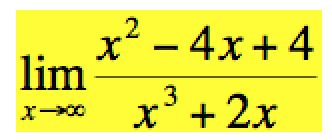 lim x→∞ (x² − 4x + 4)/(x³ + 2x)